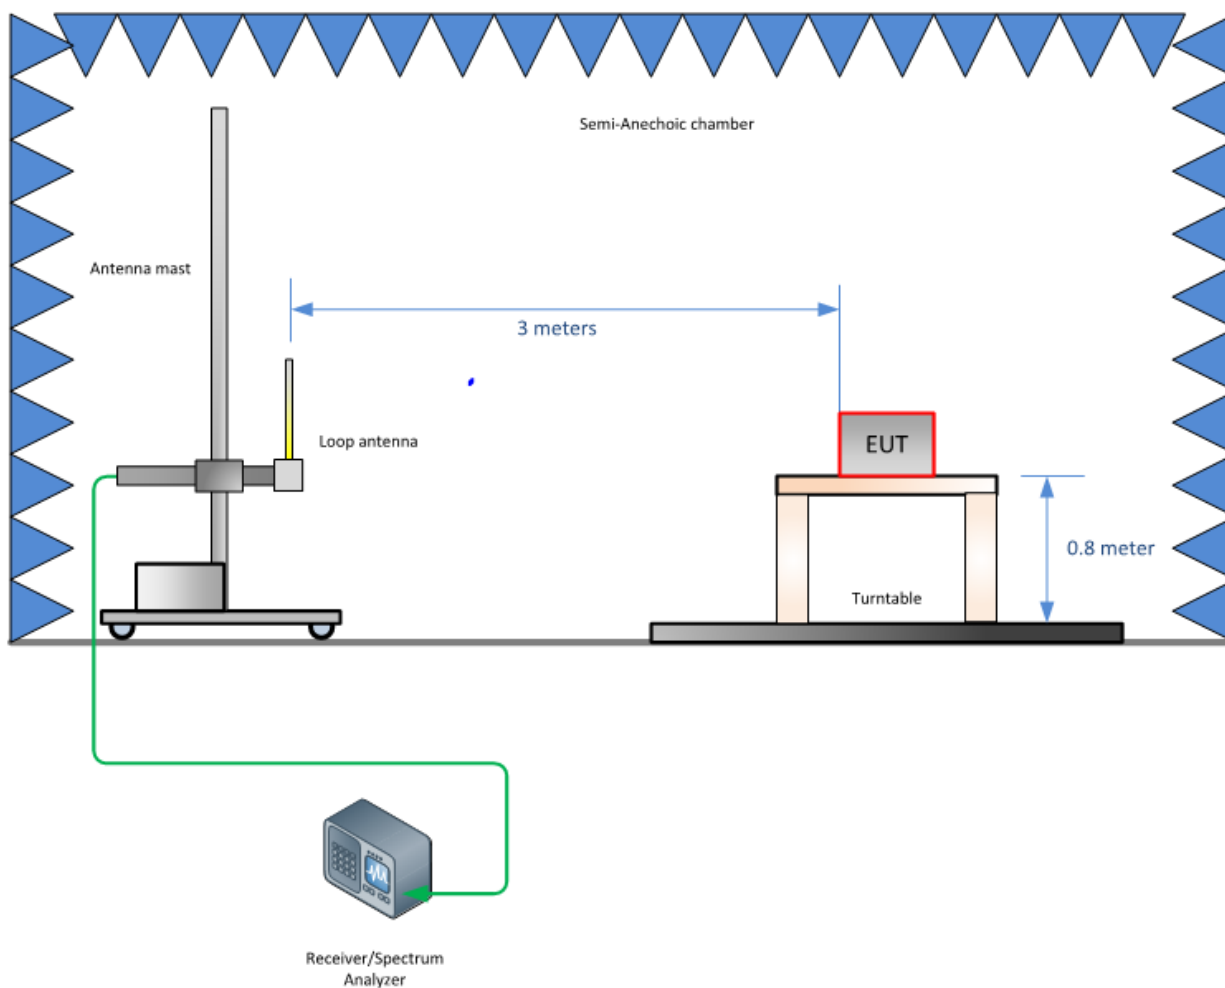 Semi-Anechoic chamber
Antenna mast
3 meters
Loop antenna
EUT
0.8 meter
Turntable
Receiver/Spectrum
Analyzer